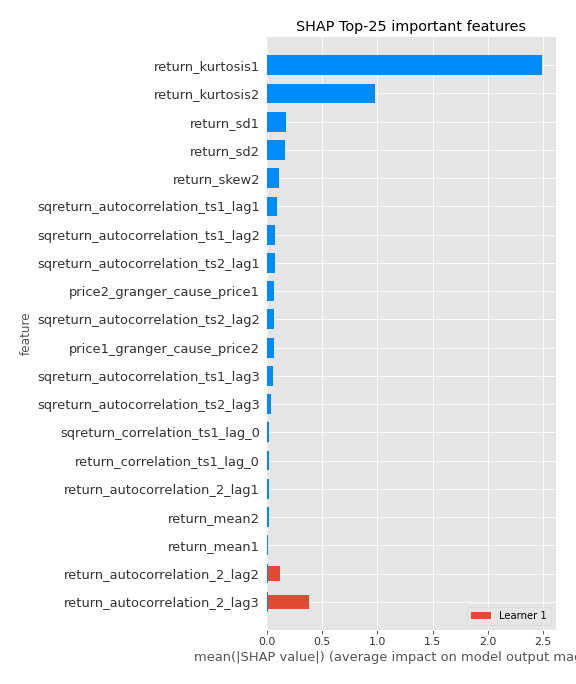 SHAP Top-25 important features
return_kurtosis1
return_kurtosis2
return_sd1
return_sd2
return_skew2
sqreturn_autocorrelation_ts1_lag1
sqreturn_autocorrelation_ts1_lag2
sqreturn_autocorrelation_ts2_lag1
price2_granger_cause_price1
sqreturn_autocorrelation_ts2_lag2
price1_granger_cause_price2
sqreturn_autocorrelation_ts1_lag3
sqreturn_autocorrelation_ts2_lag3
sqreturn_correlation_ts1_lag_0
return_correlation_ts1_lag_0
return_autocorrelation_2_lag1
return_mean2
return_mean1
return_autocorrelation_2_lag2
return_autocorrelation_2_lag3
feature
Learner 1
0.0 0.5 1.0 1.5 2.0 2.5
mean(|SHAP value|) (average impact on model output mag